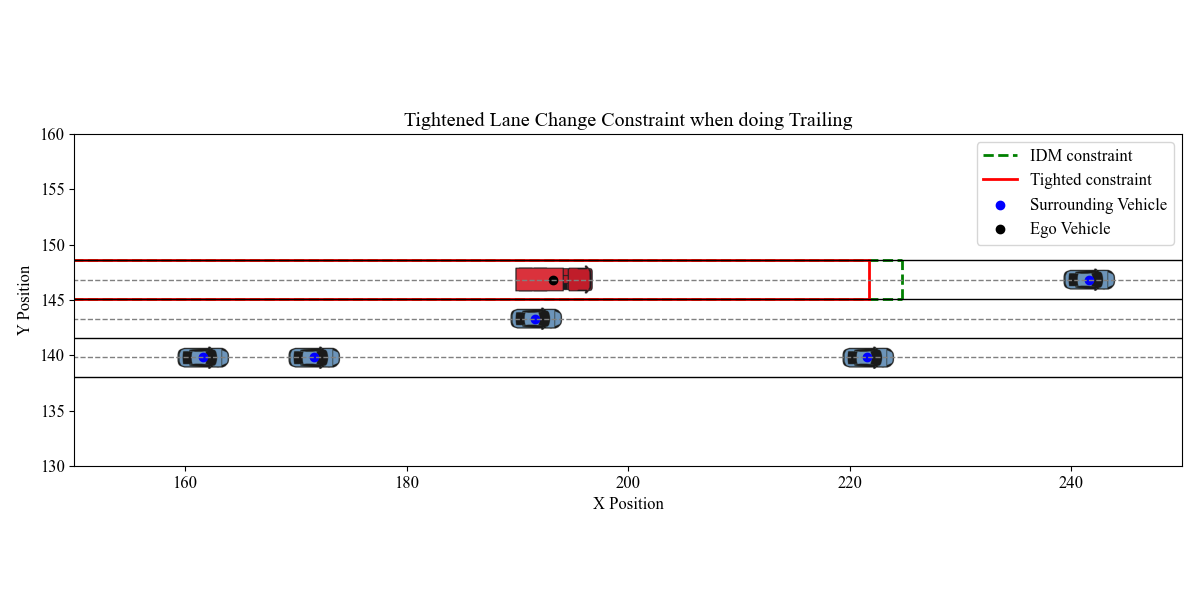 Tightened Lane Change Constraint when doing Trailing
160
155
150
145
140
135
130
Y Position
IDM constraint
Tighted constraint
Surrounding Vehicle
Ego Vehicle
160
180
200
220
240
X Position